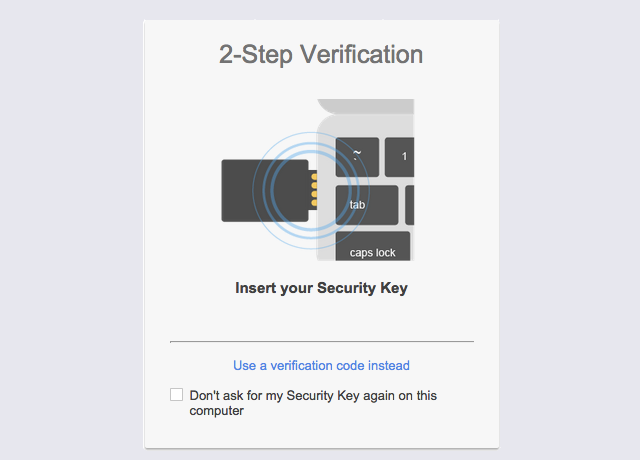 2-Step Verification
~
1
tab
caps lock
Insert your Security Key
Use a verification code instead
Don't ask for my Security Key again on this
computer